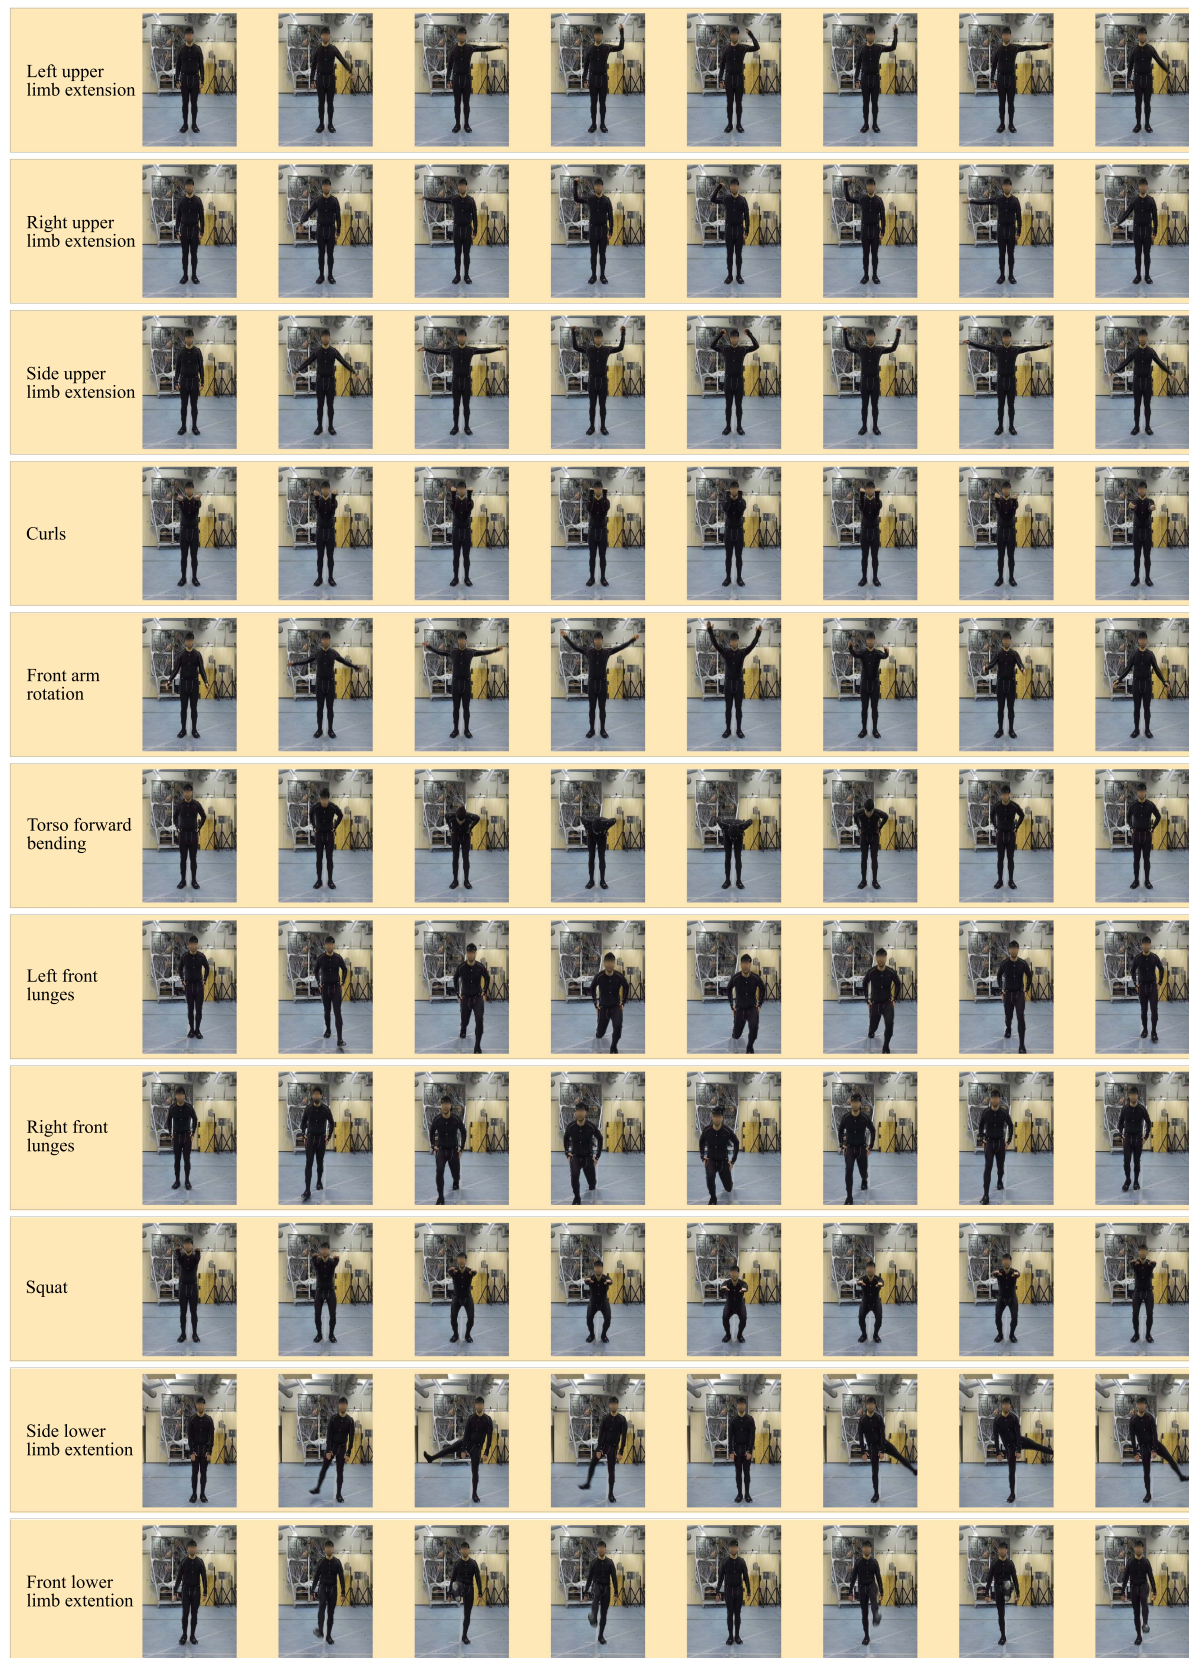 Left upper
limb extension
Right upper
limb extension
Side upper
limb extension
Curls
Front arm
rotation
Torso forward
bending
Left front
lunges
Right front
lunges
Squat
Side lower
limb extention
Front lower
limb extention